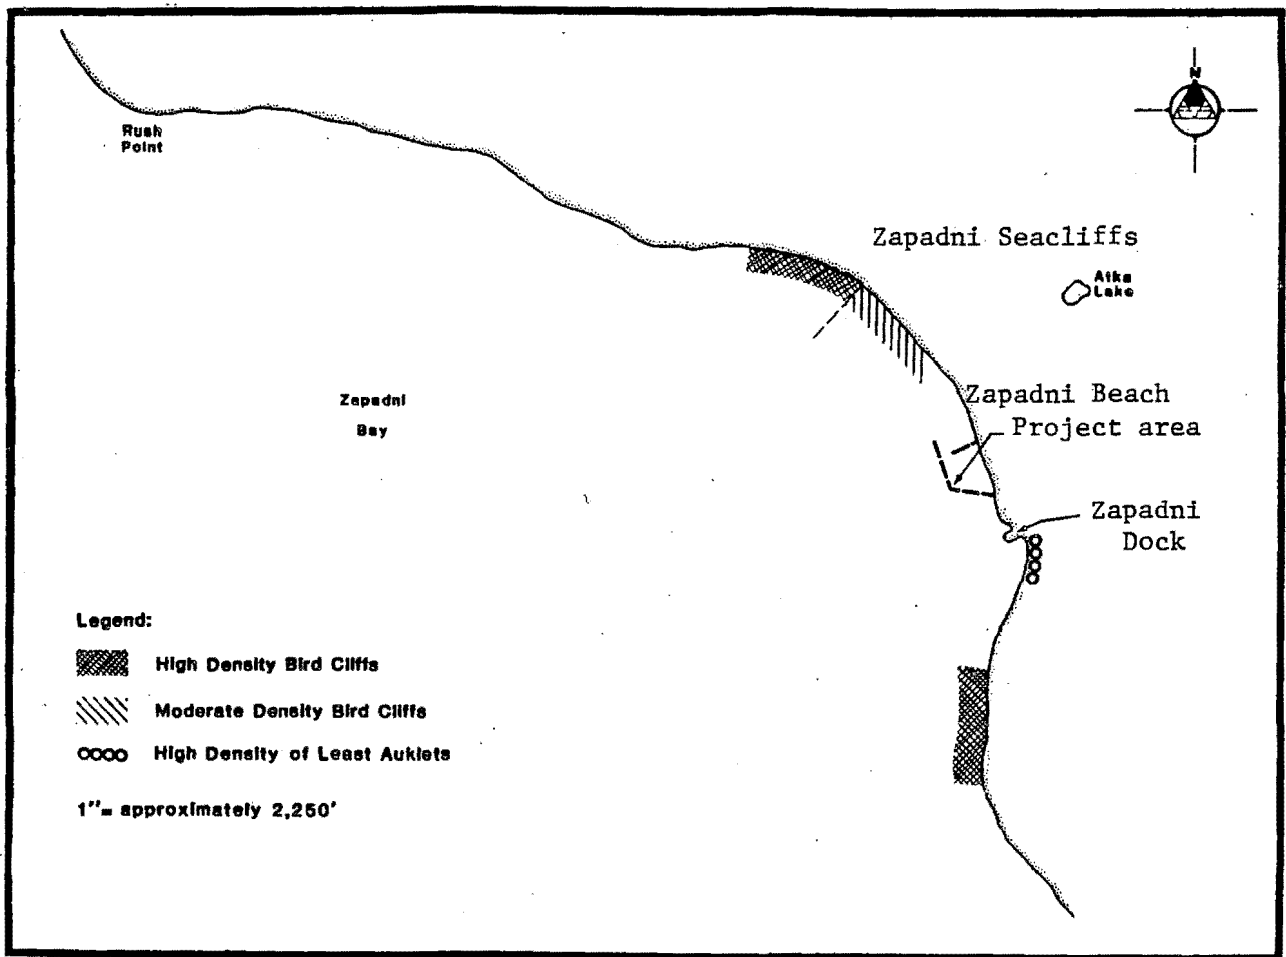 N
Rush
Point
Zapadni Seacliffs
Atka
Lake
Zapadni
Bay
Zapadni Beach
Project area
Zapadni
Dock
Legend:
High Density Bird Cliffs
Moderate Density Bird Cliffs
High Density of Least Auklets
1"= approximately 2,250'